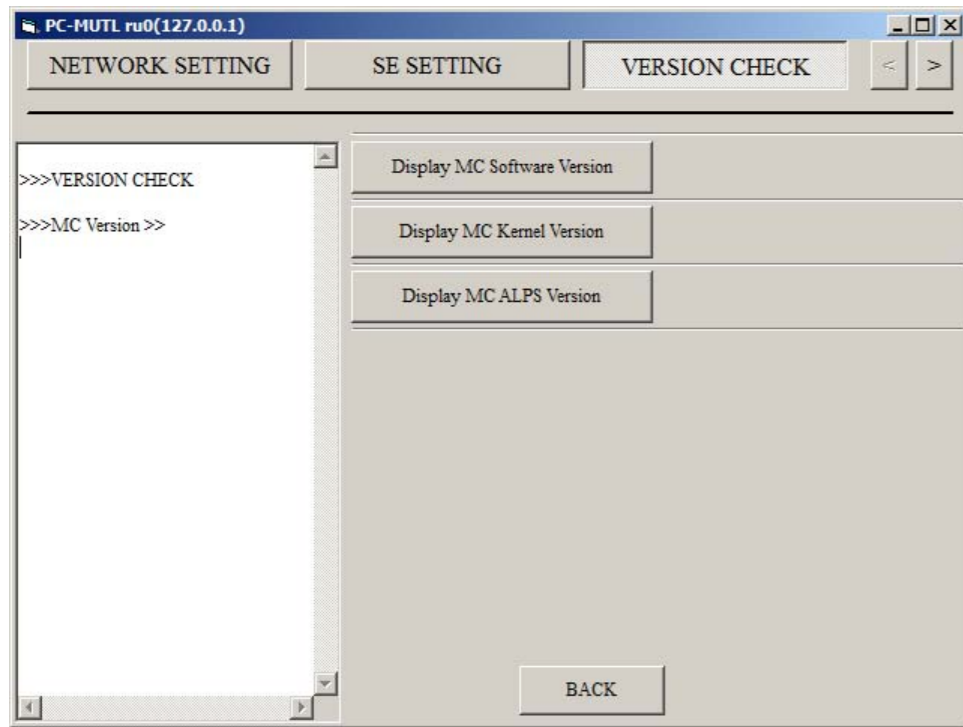 PC-MUTL ru0(127.0.0.1)
NETWORK SETTING
SE SETTING
VERSION CHECK
<
>
>>>VERSION CHECK
>>>MC Version >>
Display MC Software Version
Display MC Kernel Version
Display MC ALPS Version
BACK